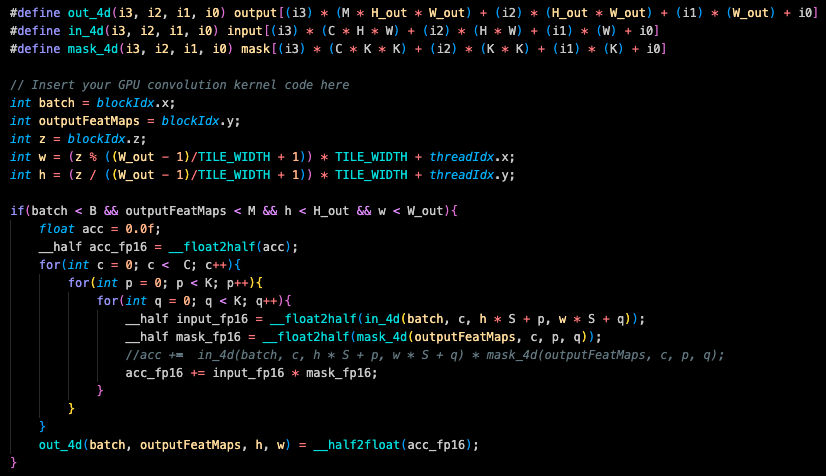 #define out_4d(i3, i2, i1, i0) output[(i3) * (M * H_out * W_out) + (i2) * (H_out * W_out) + (i1) * (W_out) + i0]
#define in_4d(i3, i2, i1, i0) input[(i3) * (C * H * W) + (i2) * (H * W) + (i1) * (W) + i0]
#define mask_4d(i3, i2, i1, i0) mask[(i3) * (C * K * K) + (i2) * (K * K) + (i1) * (K) + i0]

// Insert your GPU convolution kernel code here
int batch = blockIdx.x;
int outputFeatMaps = blockIdx.y;
int z = blockIdx.z;
int w = (z % ((W_out - 1)/TILE_WIDTH + 1)) * TILE_WIDTH + threadIdx.x;
int h = (z / ((W_out - 1)/TILE_WIDTH + 1)) * TILE_WIDTH + threadIdx.y;

if(batch < B && outputFeatMaps < M && h < H_out && w < W_out){
    float acc = 0.0f;
    __half acc_fp16 = __float2half(acc);
    for(int c = 0; c <  C; c++){
        for(int p = 0; p < K; p++){
            for(int q = 0; q < K; q++){
                __half input_fp16 = __float2half(in_4d(batch, c, h * S + p, w * S + q));
                __half mask_fp16 = __float2half(mask_4d(outputFeatMaps, c, p, q));
                //acc +=  in_4d(batch, c, h * S + p, w * S + q) * mask_4d(outputFeatMaps, c, p, q);
                acc_fp16 += input_fp16 * mask_fp16;
            }
        }
    }
    out_4d(batch, outputFeatMaps, h, w) = __half2float(acc_fp16);
}